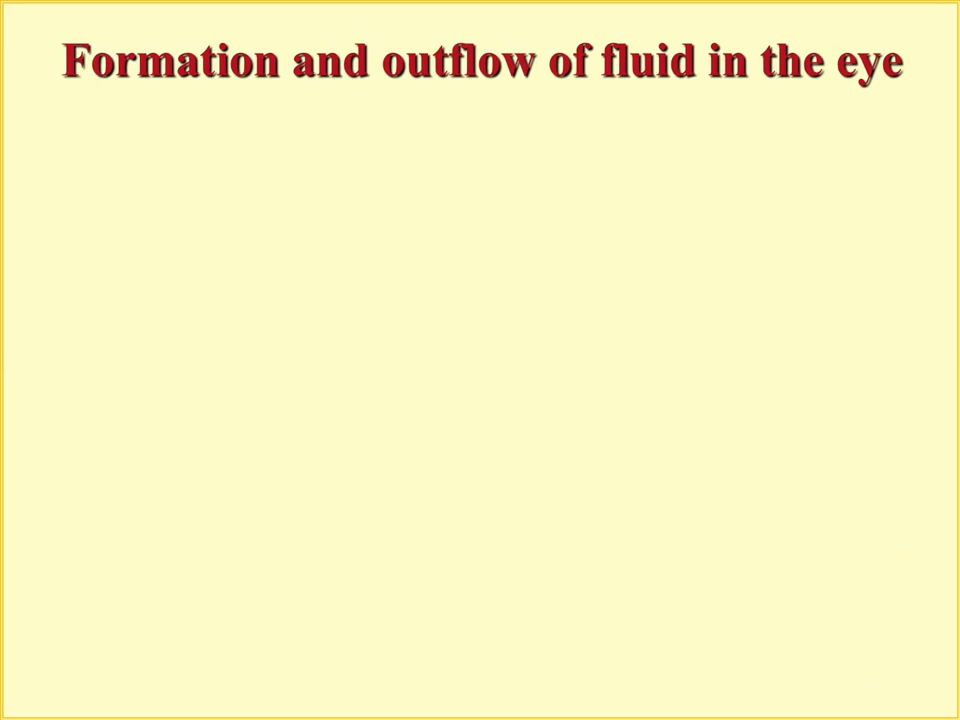 Formation and outflow of fluid in the eye